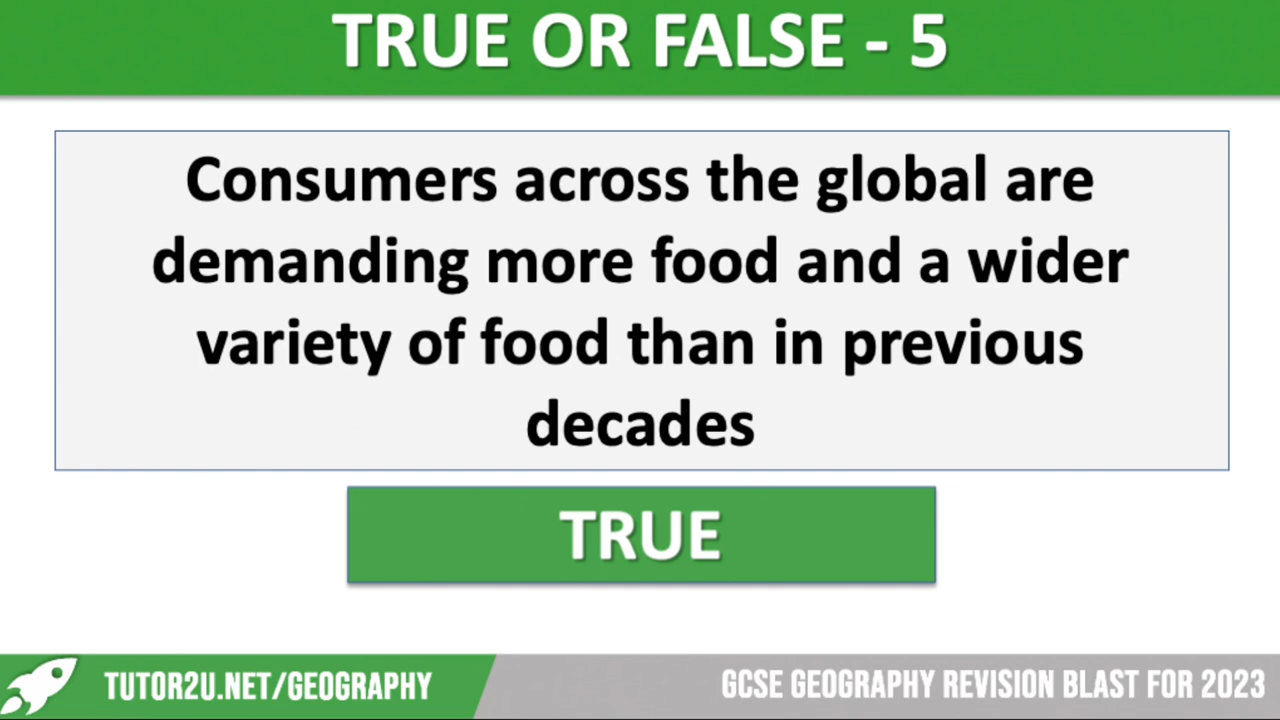 TRUE OR FALSE - 5
Consumers across the global are
demanding more food and a wider
variety of food than in previous
decades
TRUE
TUTOR2U.NET/GEOGRAPHY
GCSE GEOGRAPHY REVISION BLAST FOR 2023